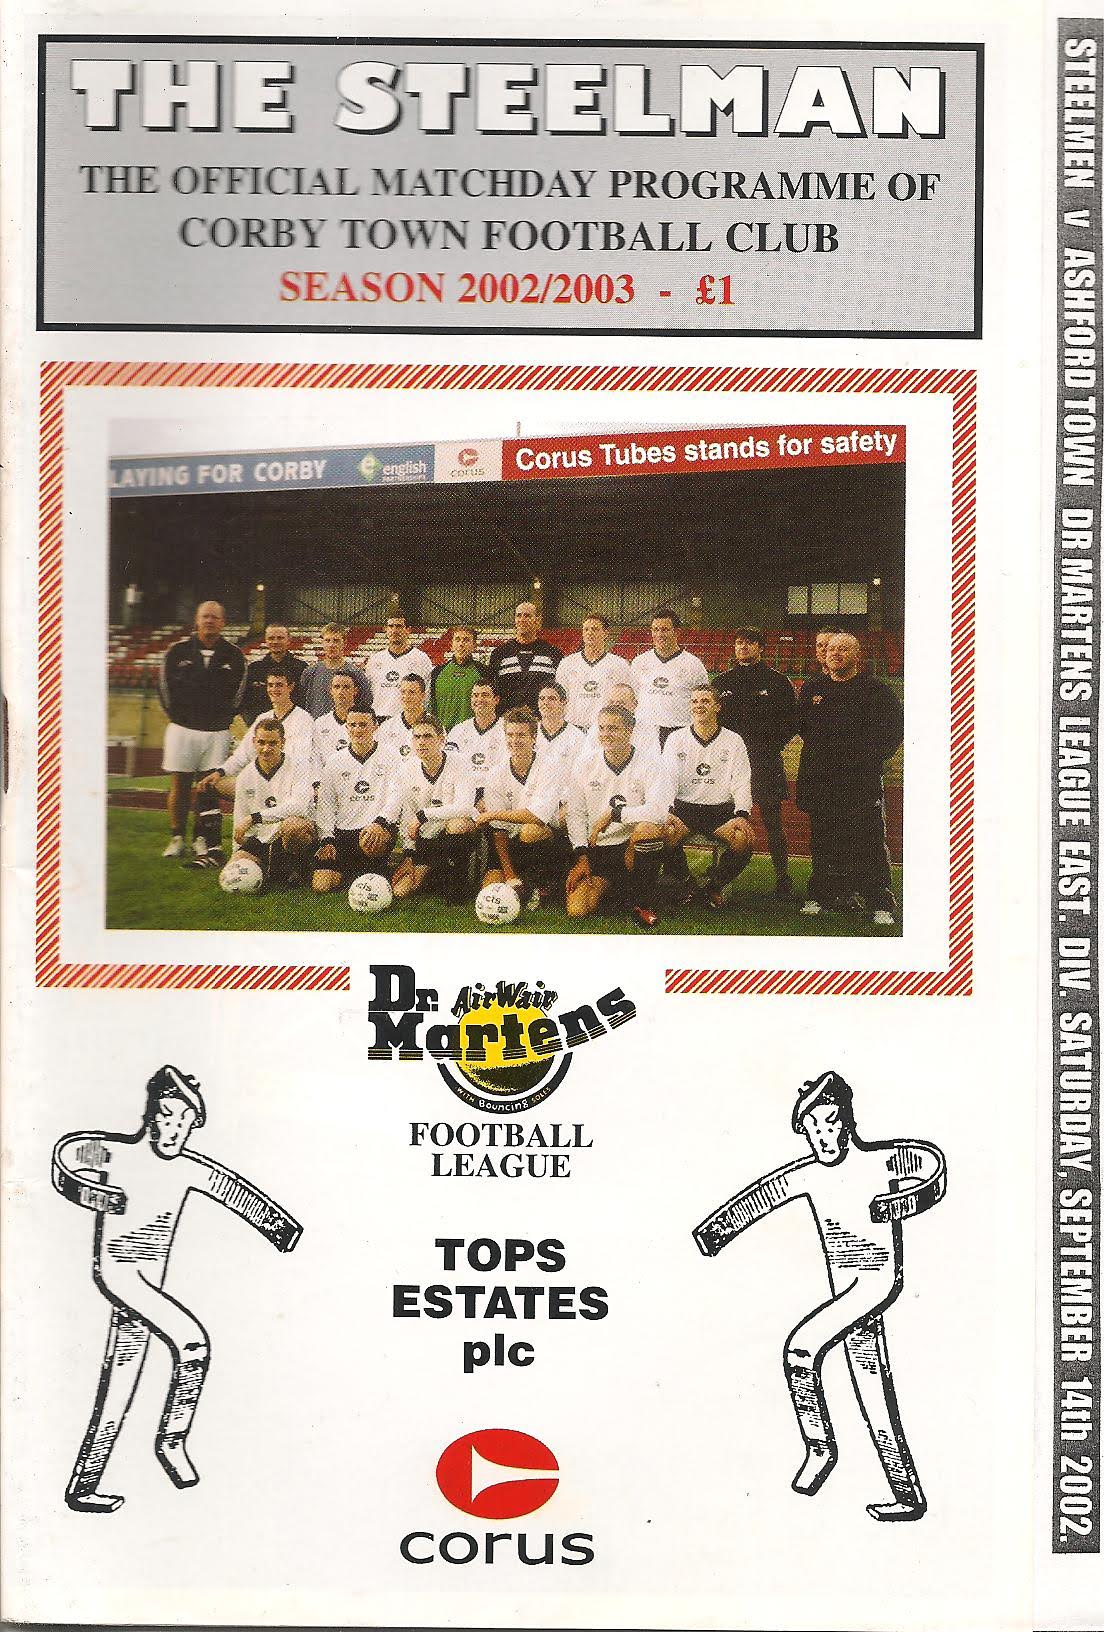 THE STEELMAN
THE OFFICIAL MATCHDAY PROGRAMME OF
CORBY TOWN FOOTBALL CLUB
SEASON 2002/2003 - £1
LAYING FOR CORBY
english
corus
Corus Tubes stands for safety
corus
Dr. Martens
AirWair
WITH Bouncing SOLES
FOOTBALL
LEAGUE
TOPS
ESTATES
plc
corus
STEELMEN V ASHFORD TOWN DR MARTENS LEAGUE EAST. DIV. SATURDAY, SEPTEMBER 14th 2002.